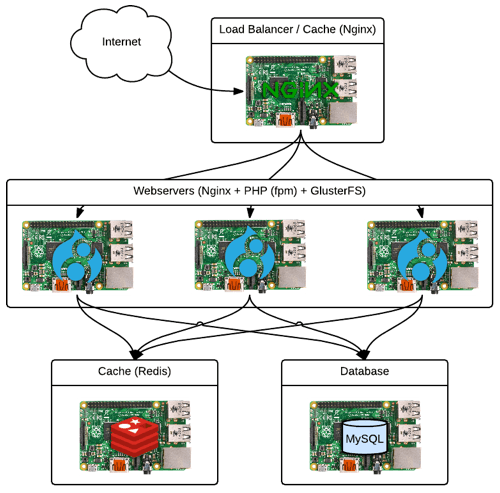 Internet
Load Balancer / Cache (Nginx)
NGINX
Webservers (Nginx + PHP (fpm) + GlusterFS)
Cache (Redis)
Database
MySQL